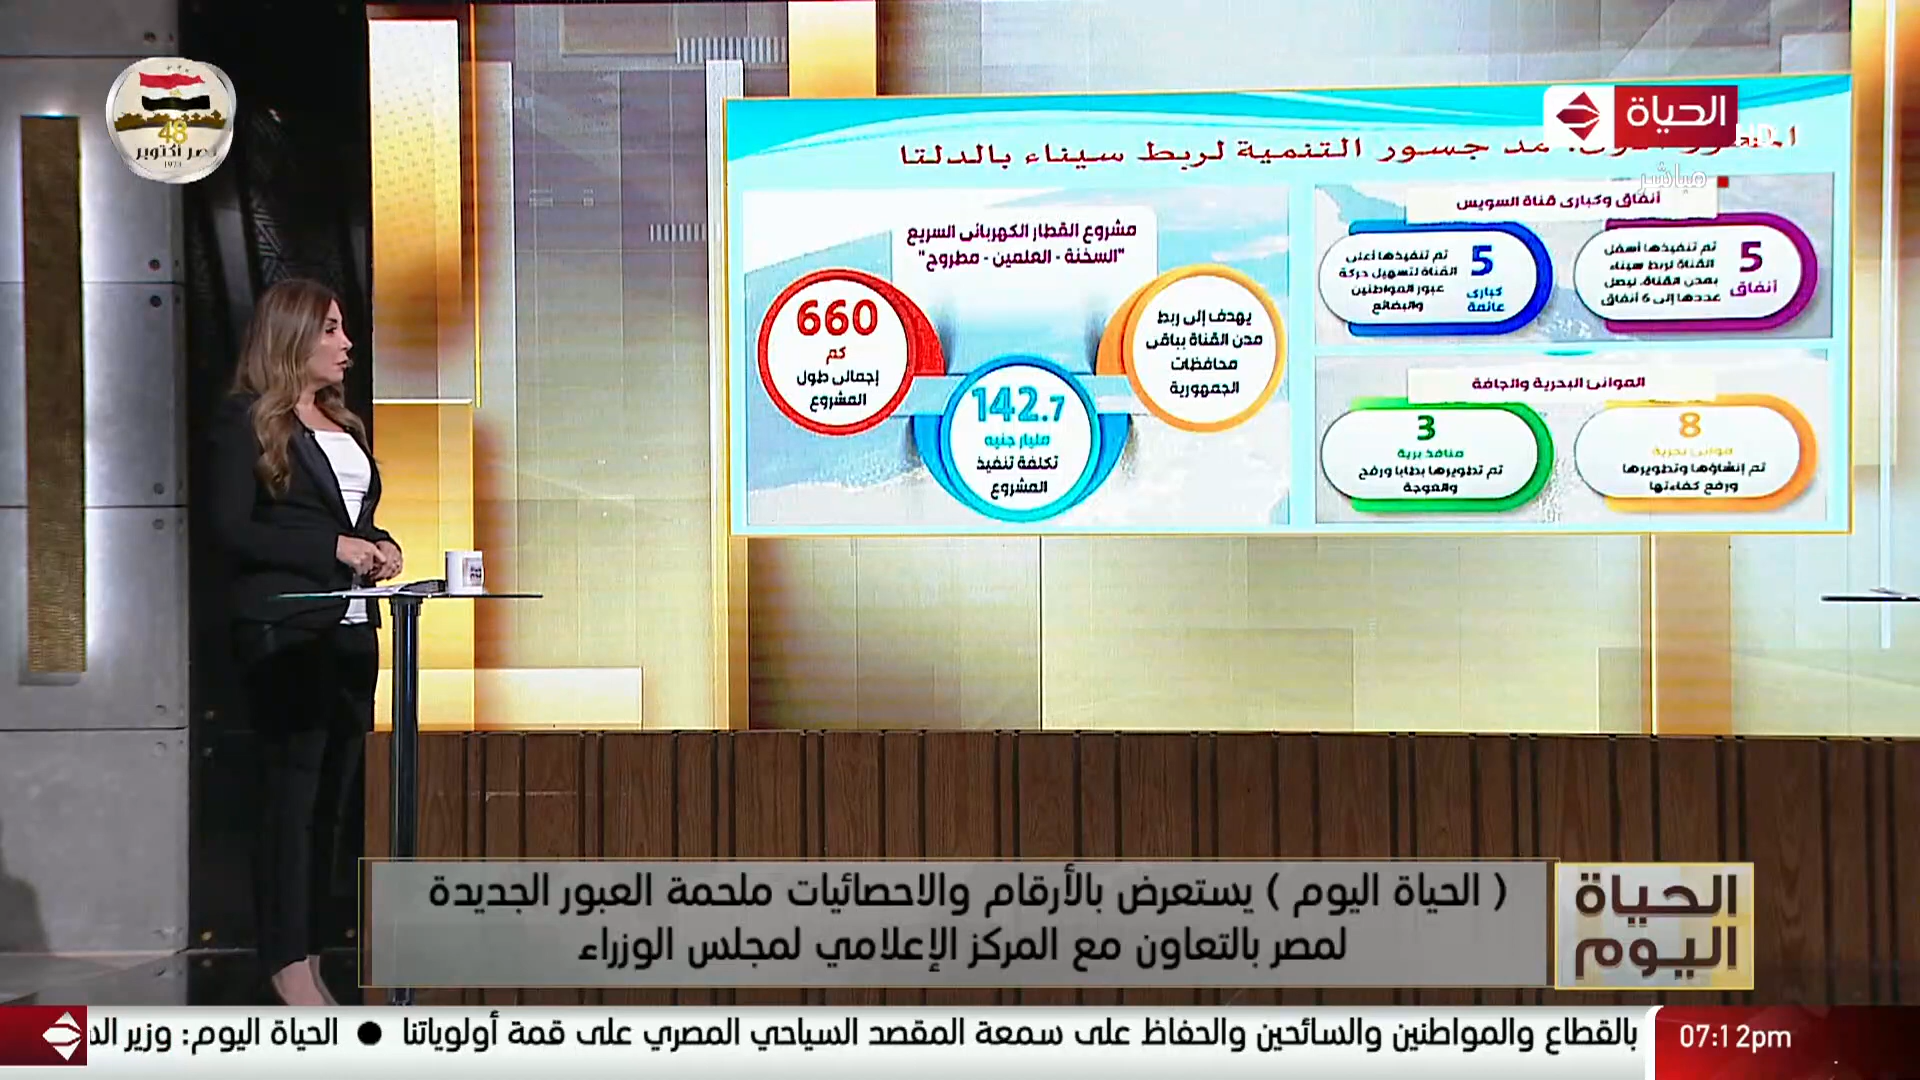 الحياة
HD
مباشر
48
نصر أكتوبر
1973
مد جسور التنمية لربط سيناء بالدلتا
أنفاق وكبارى قناة السويس
5
أنفاق
تم تنفيذها أسفل
القناة لربط سيناء
بمدن القناة، ليصل
عددها إلى 6 أنفاق
5
كبارى
عائمة
تم تنفيذها أعلى
القناة لتسهيل حركة
عبور المواطنين
والبضائع
الموانئ البحرية والجافة
8
موانئ بحرية
تم إنشاؤها وتطويرها
ورفع كفاءتها
3
منافذ برية
تم تطويرها بطابا ورفح
والعوجة
مشروع القطار الكهربائى السريع
"السخنة - العلمين - مطروح"
يهدف إلى ربط
مدن القناة بباقى
محافظات
الجمهورية
142.7
مليار جنيه
تكلفة تنفيذ
المشروع
660
كم
إجمالى طول
المشروع
الحياة
اليوم
( الحياة اليوم ) يستعرض بالأرقام والاحصائيات ملحمة العبور الجديدة
لمصر بالتعاون مع المركز الإعلامي لمجلس الوزراء
بالقطاع والمواطنين والسائحين والحفاظ على سمعة المقصد السياحي المصري على قمة أولوياتنا ● الحياة اليوم: وزير
07:12pm